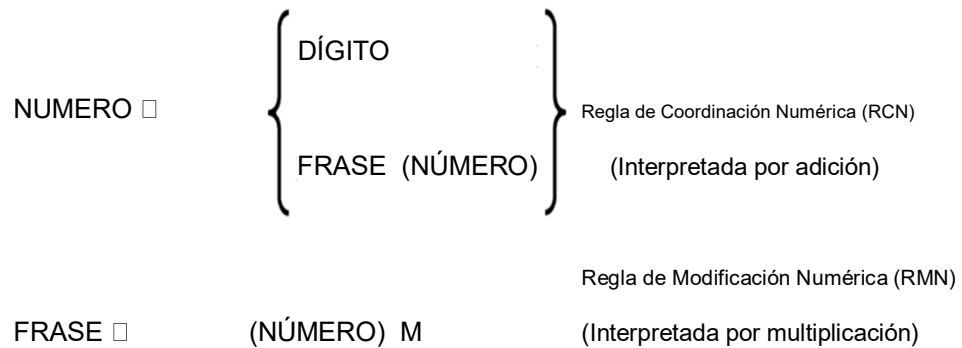 DÍGITO
NUMERO □ Regla de Coordinación Numérica (RCN)
FRASE (NÚMERO) (Interpretada por adición)
Regla de Modificación Numérica (RMN)
FRASE □ (NÚMERO) M (Interpretada por multiplicación)